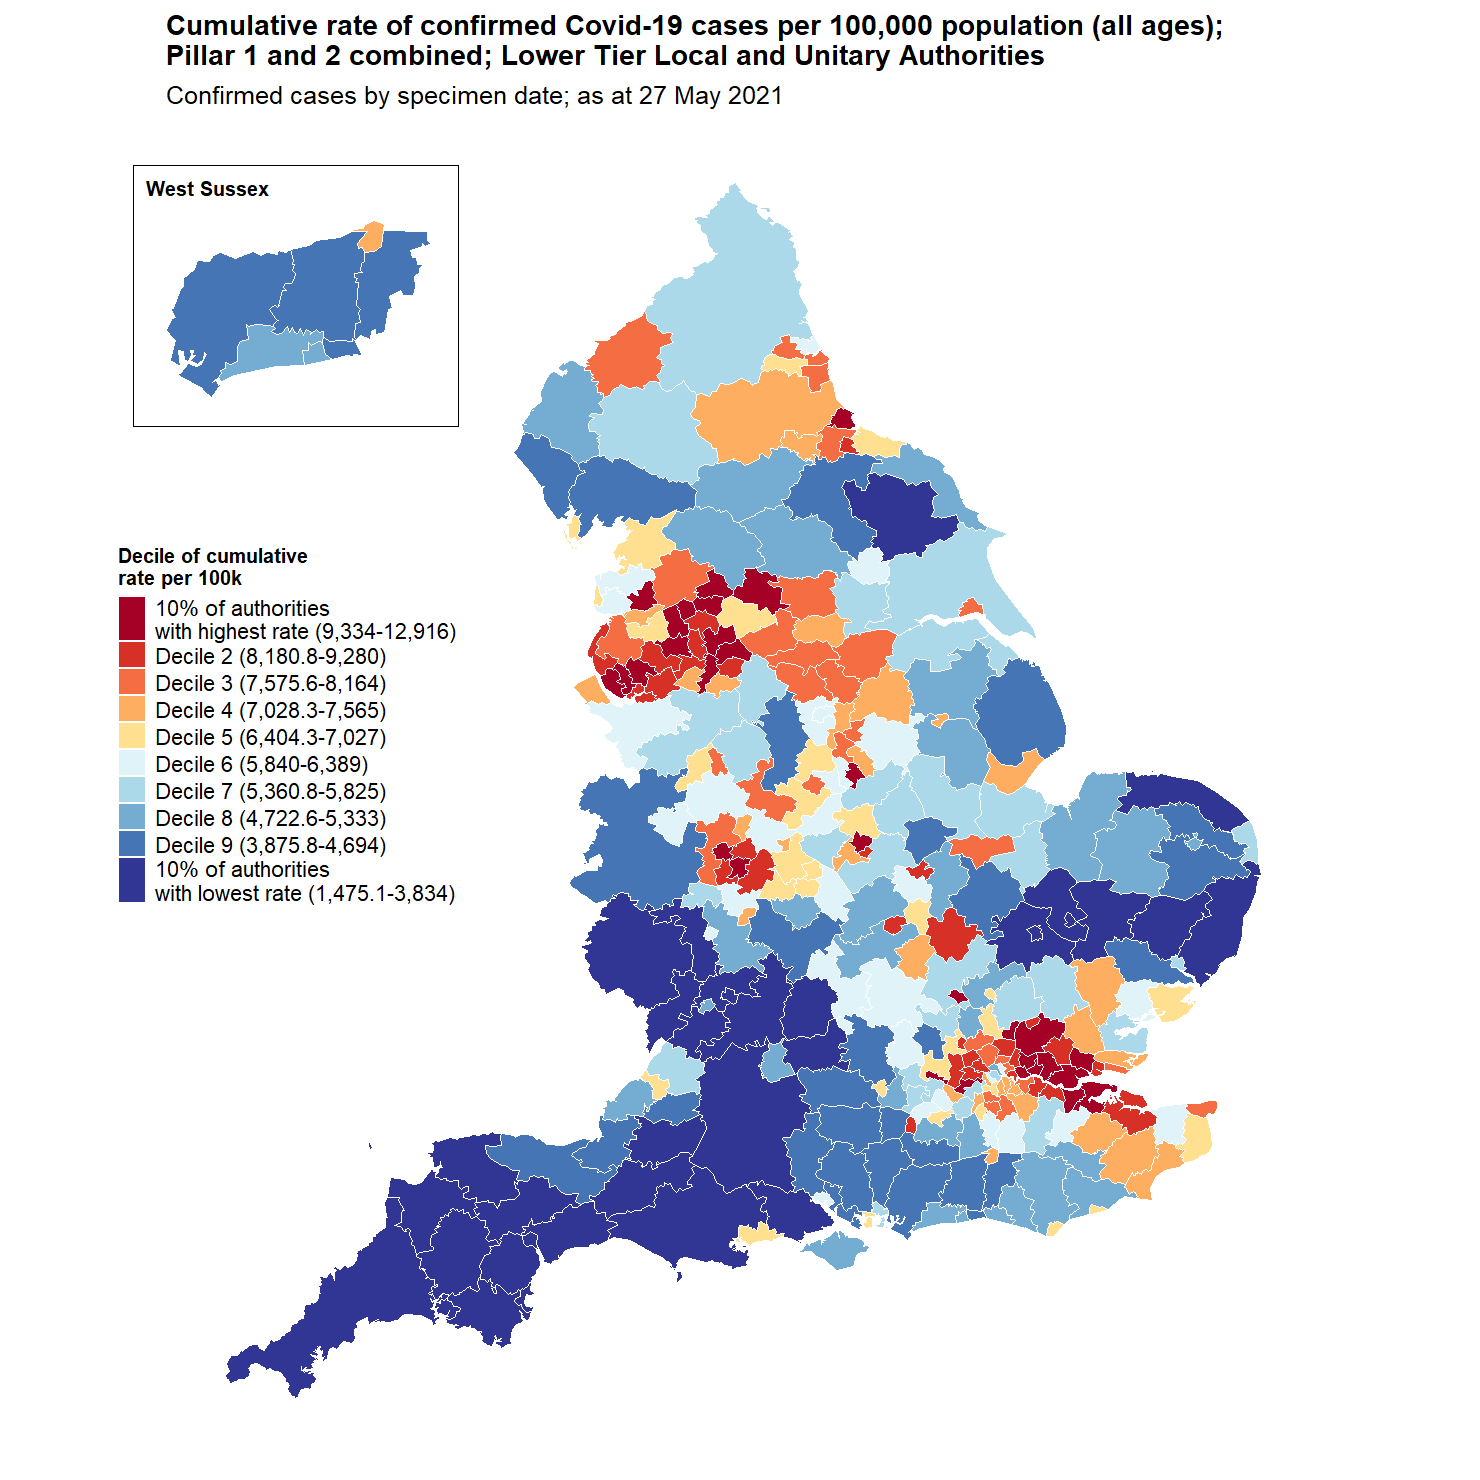 Cumulative rate of confirmed Covid-19 cases per 100,000 population (all ages);
Pillar 1 and 2 combined; Lower Tier Local and Unitary Authorities
Confirmed cases by specimen date; as at 27 May 2021
West Sussex
Decile of cumulative
rate per 100k
10% of authorities
with highest rate (9,334-12,916)
Decile 2 (8,180.8-9,280)
Decile 3 (7,575.6-8,164)
Decile 4 (7,028.3-7,565)
Decile 5 (6,404.3-7,027)
Decile 6 (5,840-6,389)
Decile 7 (5,360.8-5,825)
Decile 8 (4,722.6-5,333)
Decile 9 (3,875.8-4,694)
10% of authorities
with lowest rate (1,475.1-3,834)